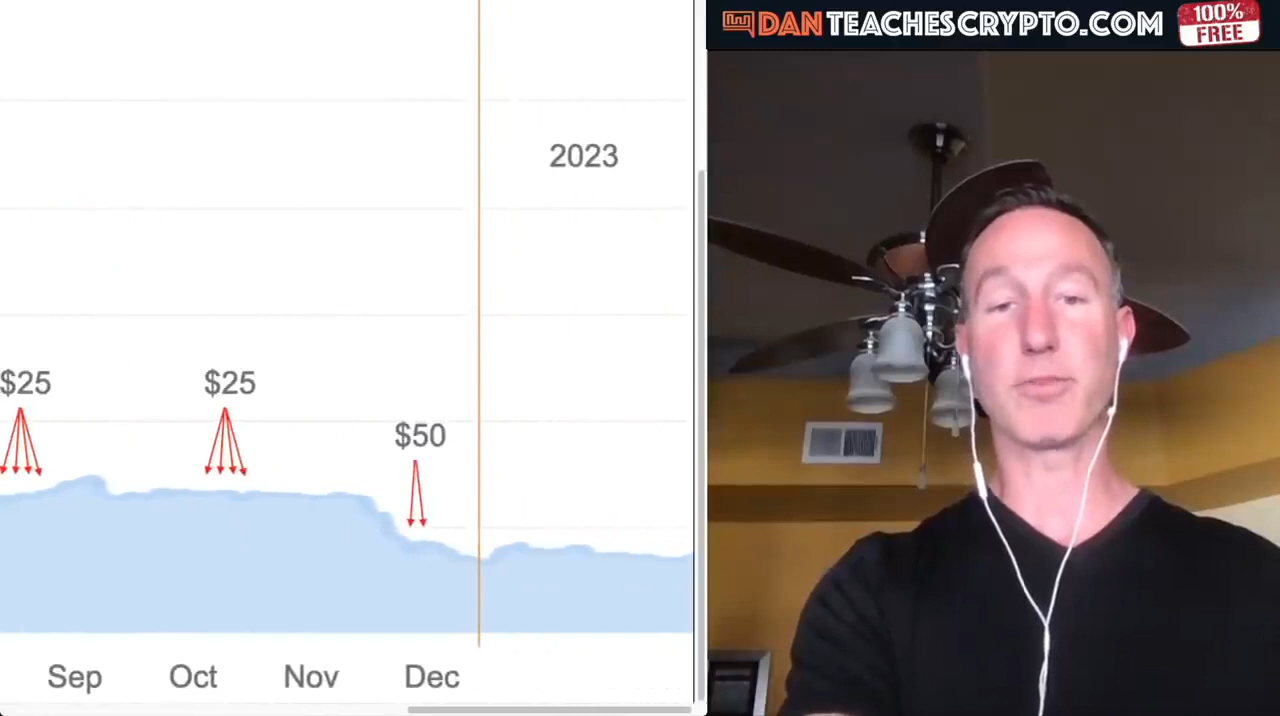 DANTEACHESCRYPTO.COM
100%
FREE
2023
$25
$25
$50
Sep
Oct
Nov
Dec